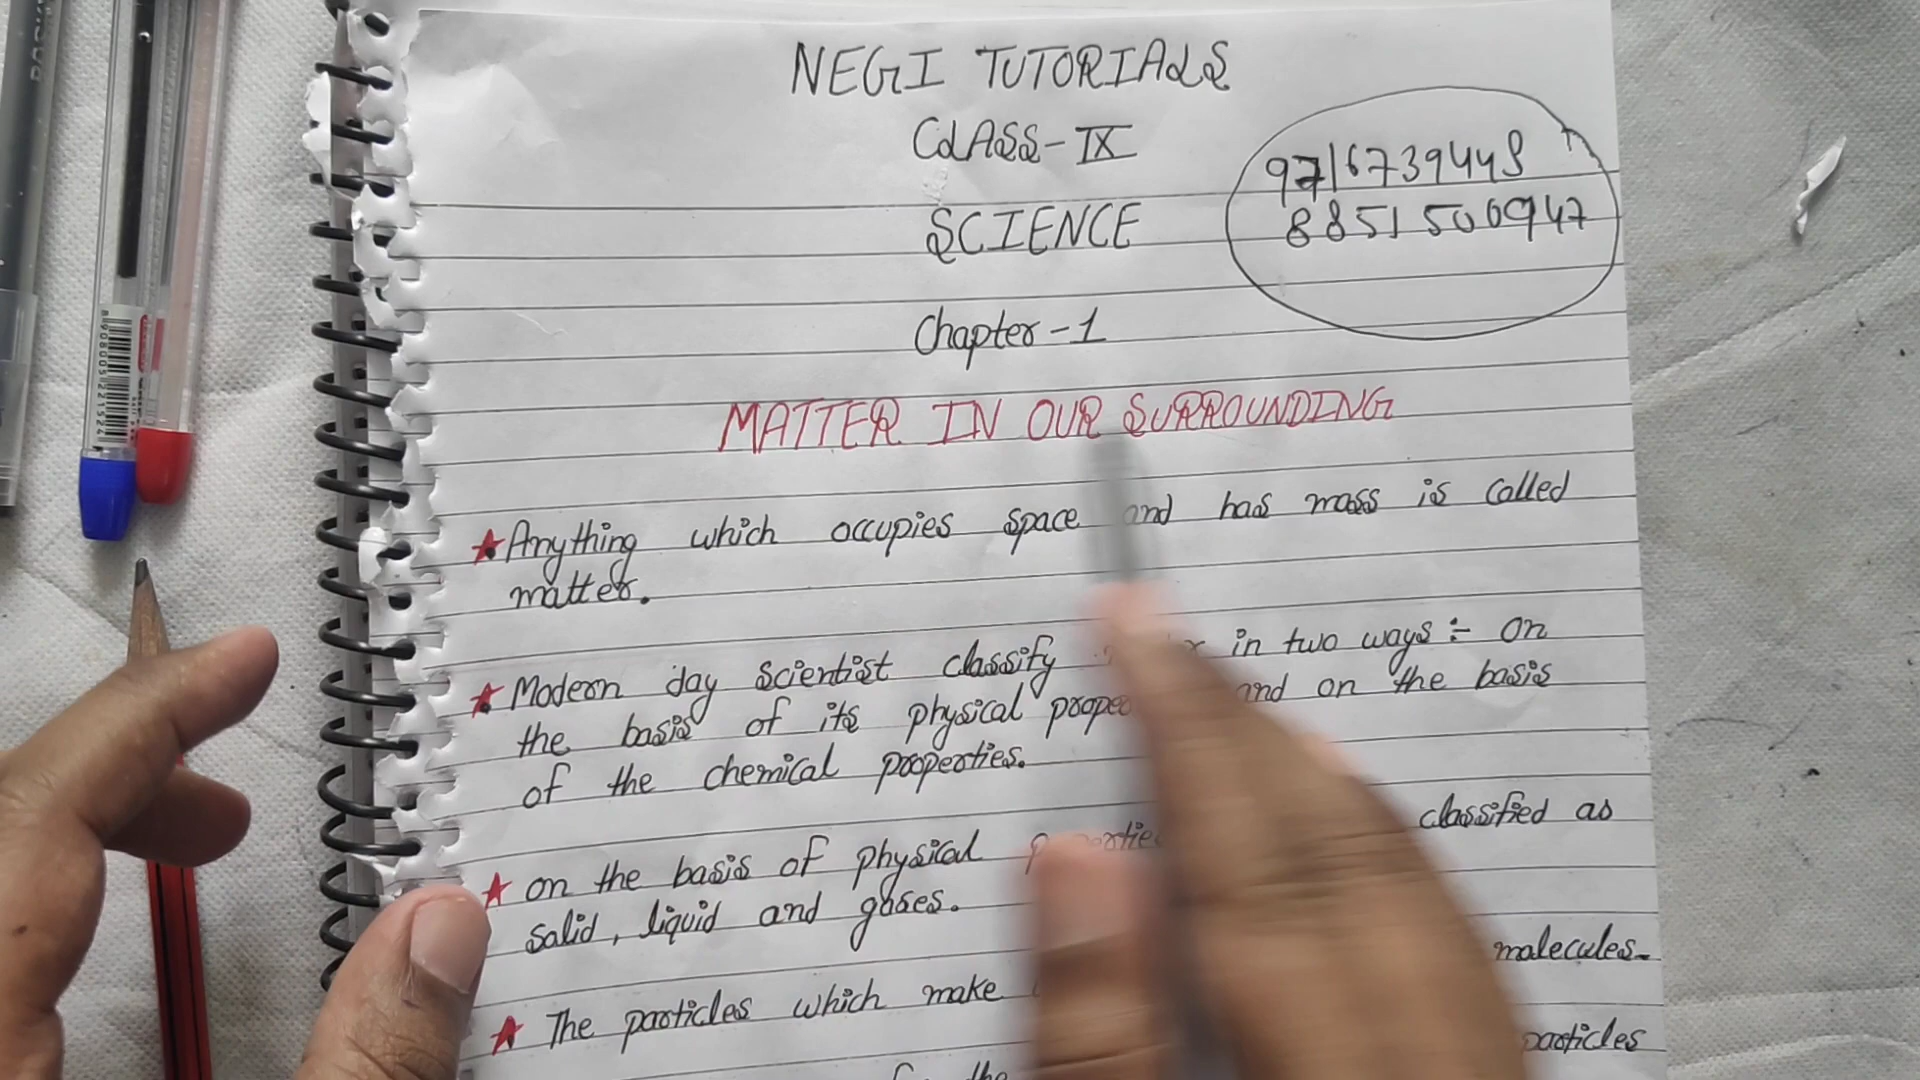 NEGI TUTORIALS
CLASS-IX
9716739448
SCIENCE
8851500947
Chapter-1
MATTER IN OUR SURROUNDING
Anything which occupies space and has mass is called
matter.
Modern day scientist classify in two ways :- on
the basis of its physical and on the basis
of the chemical properties.
on the basis of physical classified as
solid, liquid and gases.
The particles which make molecules.
particles
the
8908005221524